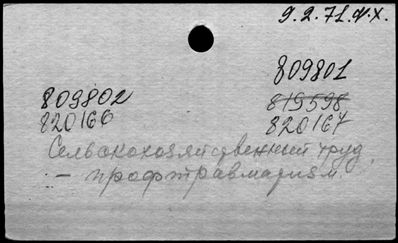 9.2.71.ф.х.
809801
809802 819598
820166 820167
Сельскохозяйственный труд,
— профтравматизм.